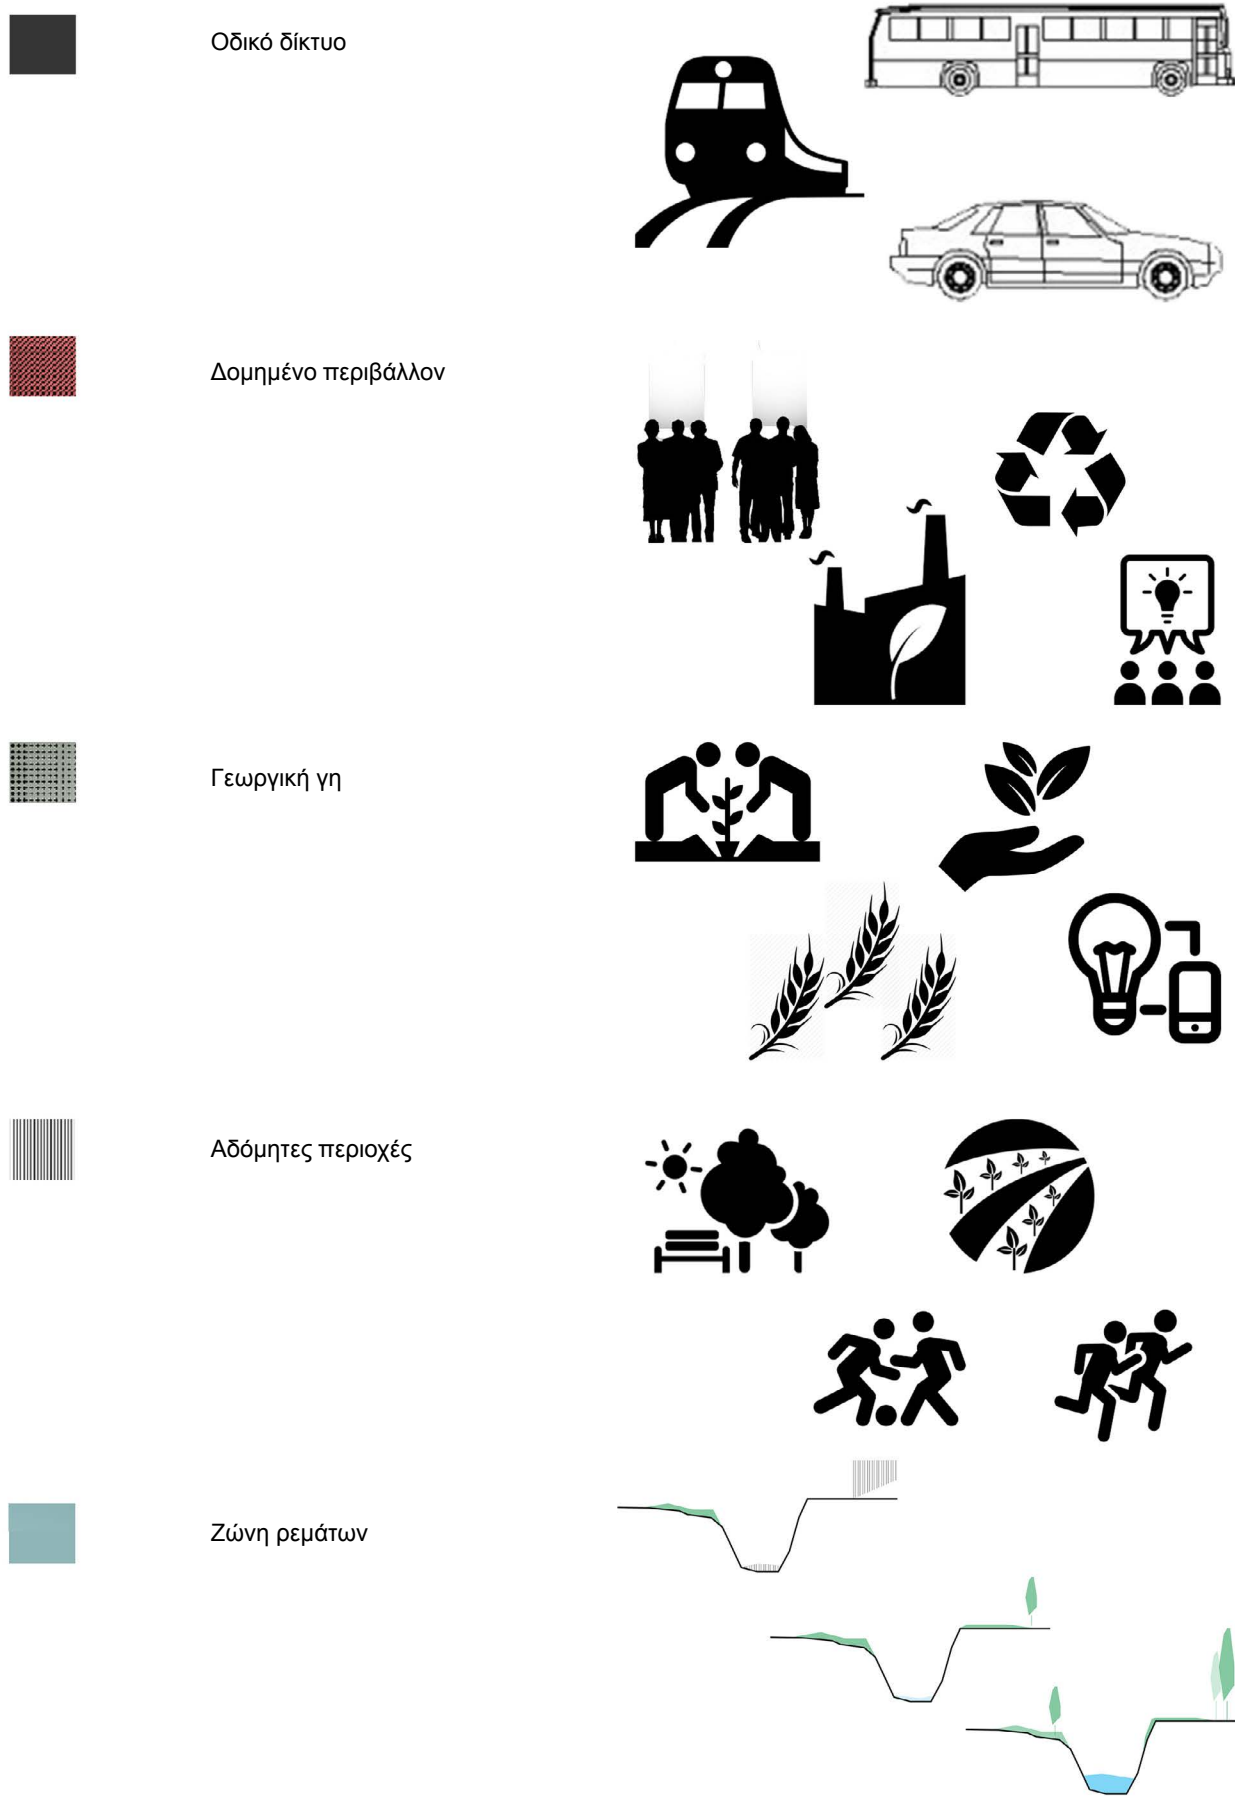 Οδικό δίκτυο
Δομημένο περιβάλλον
Γεωργική γη
Αδόμητες περιοχές
Ζώνη ρεμάτων